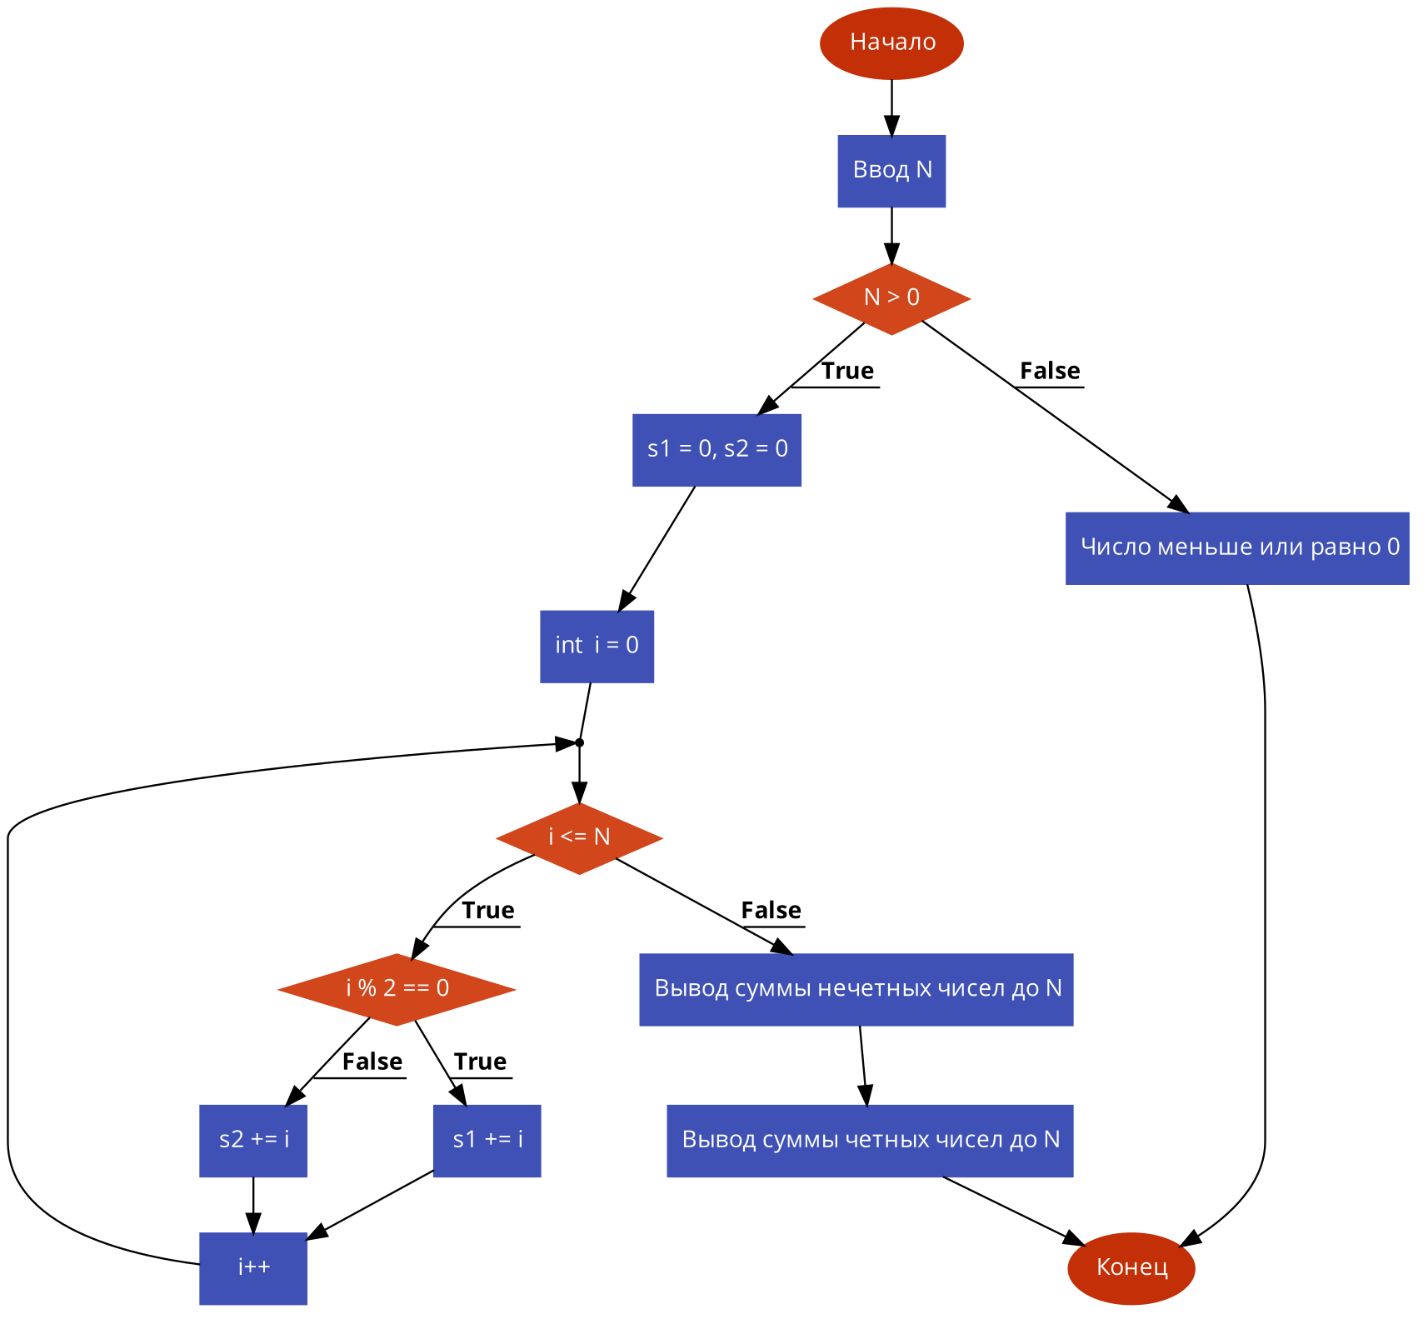 Начало
Ввод N
N > 0
True
False
s1 = 0, s2 = 0
Число меньше или равно 0
int  i = 0
i <= N
True
False
i % 2 == 0
Вывод суммы нечетных чисел до N
False
True
s2 += i
s1 += i
Вывод суммы четных чисел до N
i++
Конец